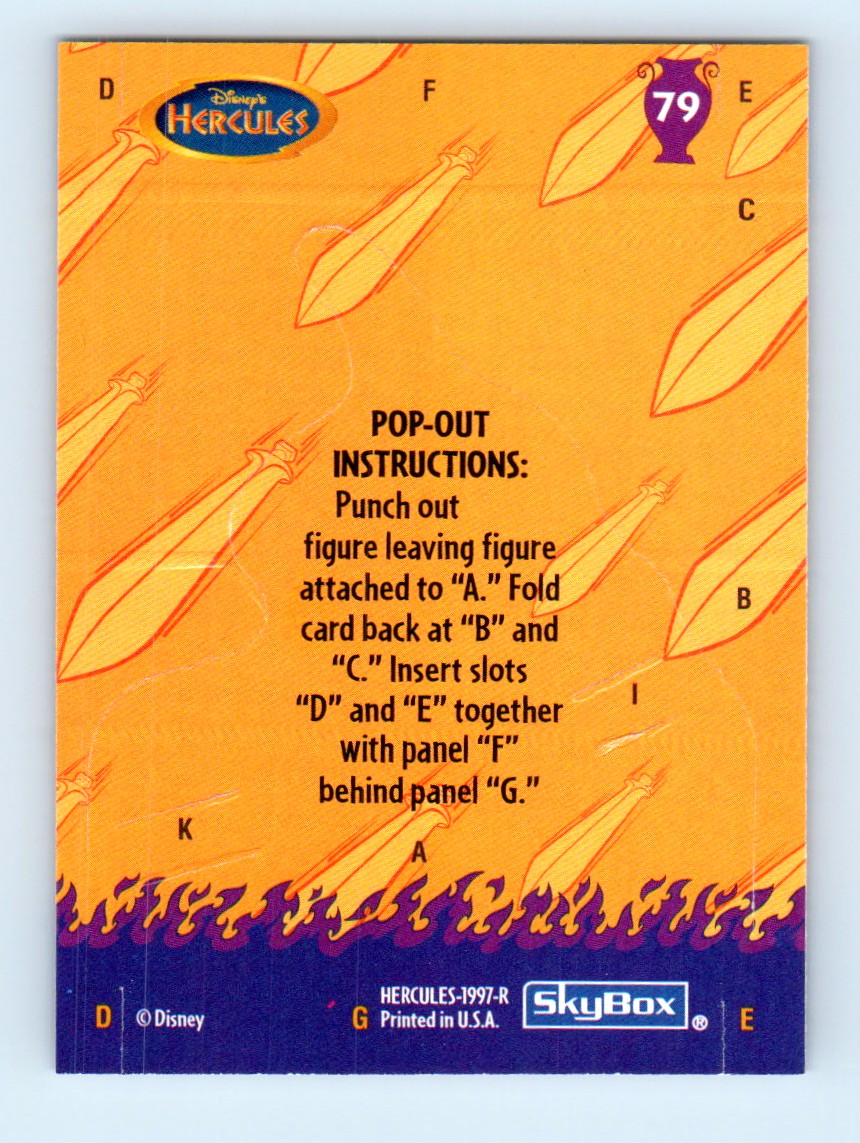 D
Disney's
HERCULES
F
79
E
C
POP-OUT
INSTRUCTIONS:
Punch out
figure leaving figure
attached to “A.” Fold
card back at “B” and
“C.” Insert slots
“D” and “E” together
with panel “F”
behind panel “G.”
B
I
K
A
D
© Disney
G
HERCULES-1997-R
Printed in U.S.A.
SkyBox ®
E